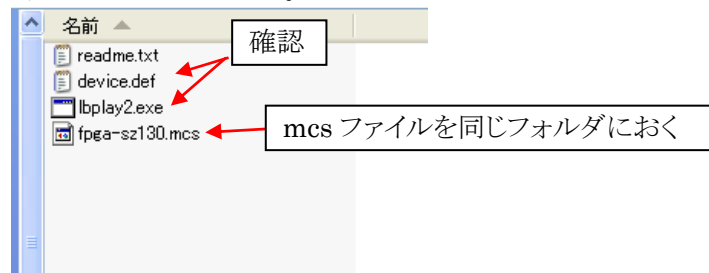 名前
確認
readme.txt
device.def
lbplay2.exe
fpga-sz130.mcs
mcs ファイルを同じフォルダにおく